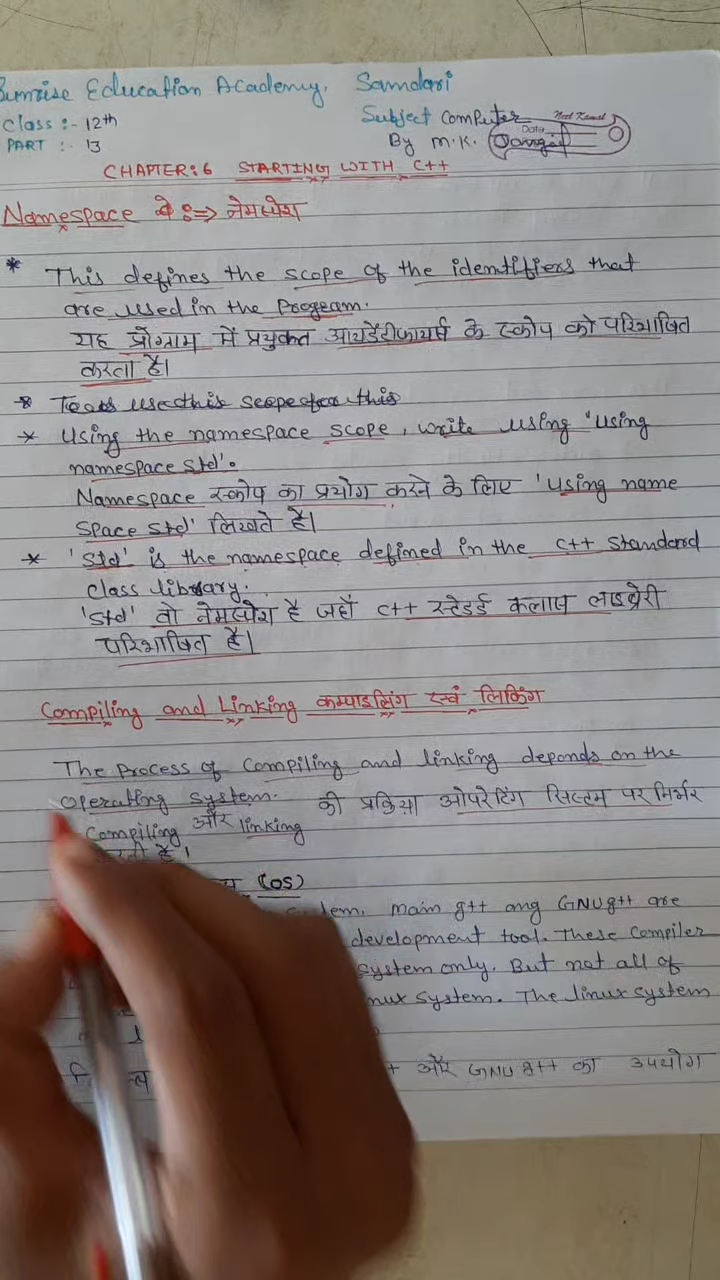 Sunrise Education Academy, Samdari
Class :- 12th
Subject Computer
Neel Kamal
PART :- 13
By M.K.
Date
CHAPTER:6 STARTING WITH C++
Namespace :=> नेमस्पेश
* This defines the scope of the identifiers that
are used in the Program.
यह प्रोग्राम में प्रयुक्त आयडेंटीफायर्स के स्कोप को परिभाषित
करता है।
* Using the namespace scope, write using 'using
namespace std'.
Namespace स्कोप का प्रयोग करने के लिए 'using name
space std' लिखते है।
* 'std' is the namespace defined in the C++ standard
class library.
'std' वो नेमस्पेश है जहाँ C++ स्टेडर्ड क्लास लाइब्रेरी
परिभाषित है।
Compiling and Linking कम्पाइलिंग एवं लिंकिंग
The Process of Compiling and linking depends on the
operating system.
की प्रक्रिया ओपरेटिंग सिस्टम पर निर्भर
Compiling और linking
है।
(OS)
main g++ ang GNU g++ are
development tool. These compiler
system only. But not all of
system. The linux system
और GNU g++ का उपयोग